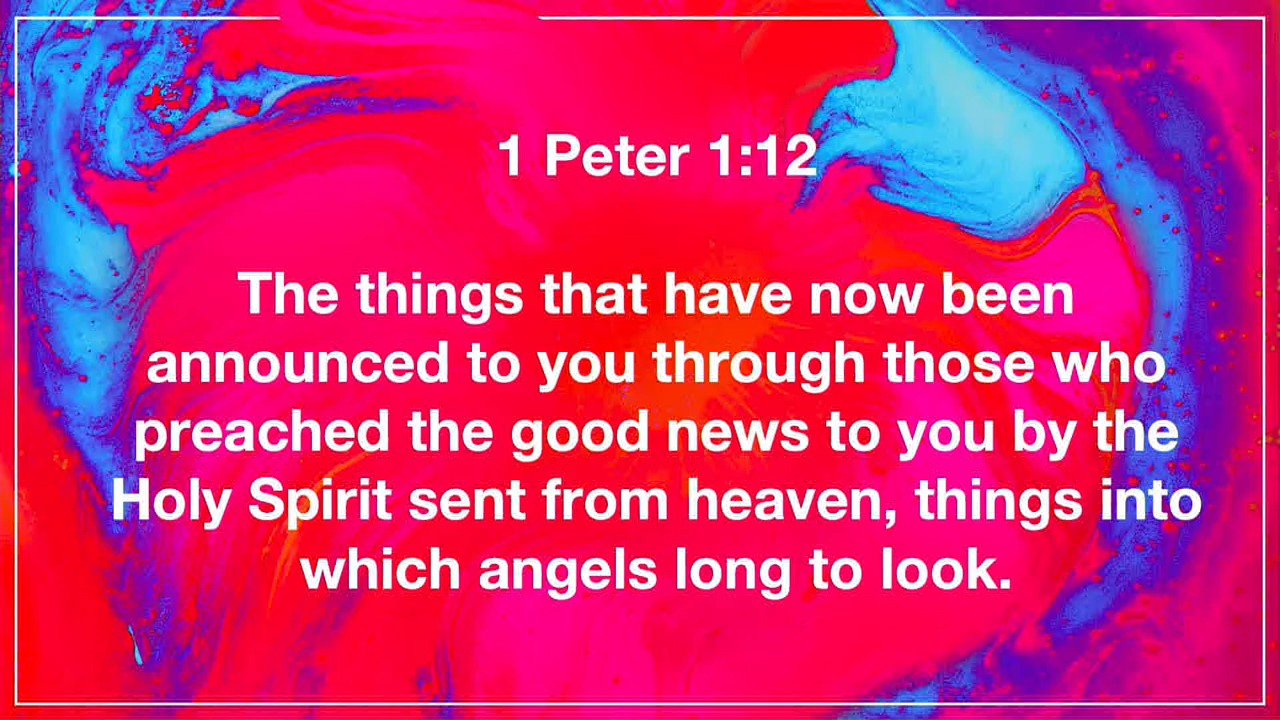 1 Peter 1:12
The things that have now been
announced to you through those who
preached the good news to you by the
Holy Spirit sent from heaven, things into
which angels long to look.